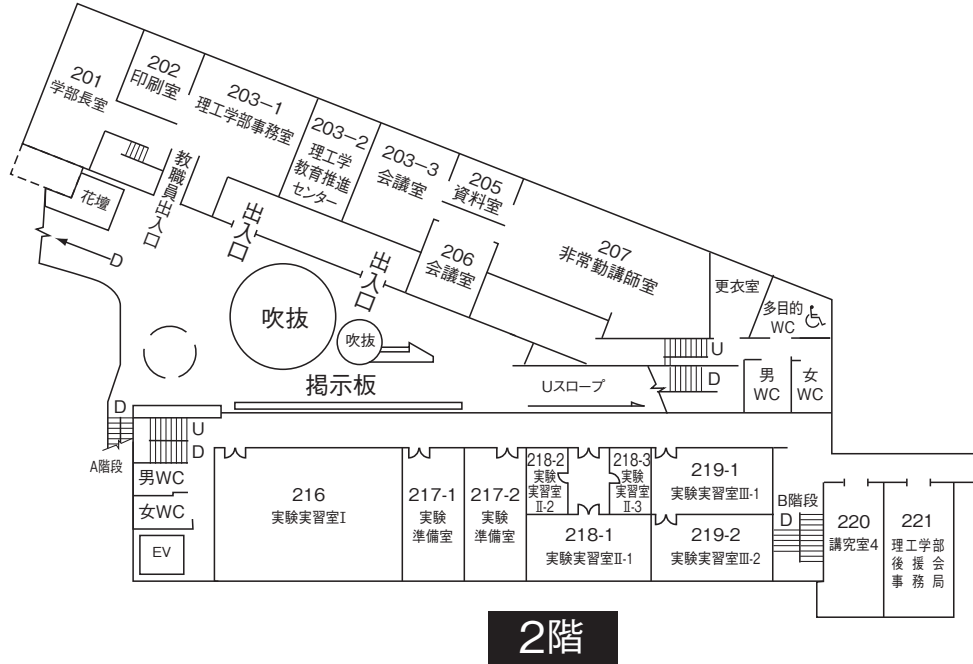 201
学部長室
202
印刷室
203−1
理工学部事務室
203−2
理工学
教育推進
センター
203−3
会議室
205
資料室
206
会議室
207
非常勤講師室
更衣室
多目的
WC
男
WC
女
WC
花壇
教職員出入口
出入口
出入口
D
吹抜
吹抜
掲示板
Uスロープ
U
D
D
A階段
U
D
男WC
女WC
EV
216
実験実習室Ⅰ
217-1
実験
準備室
217-2
実験
準備室
218-2
実験
実習室
Ⅱ-2
218-3
実験
実習室
Ⅱ-3
218-1
実験実習室Ⅱ-1
219-1
実験実習室Ⅲ-1
219-2
実験実習室Ⅲ-2
B階段
D
220
講究室4
221
理工学部
後援会
事務局
2階